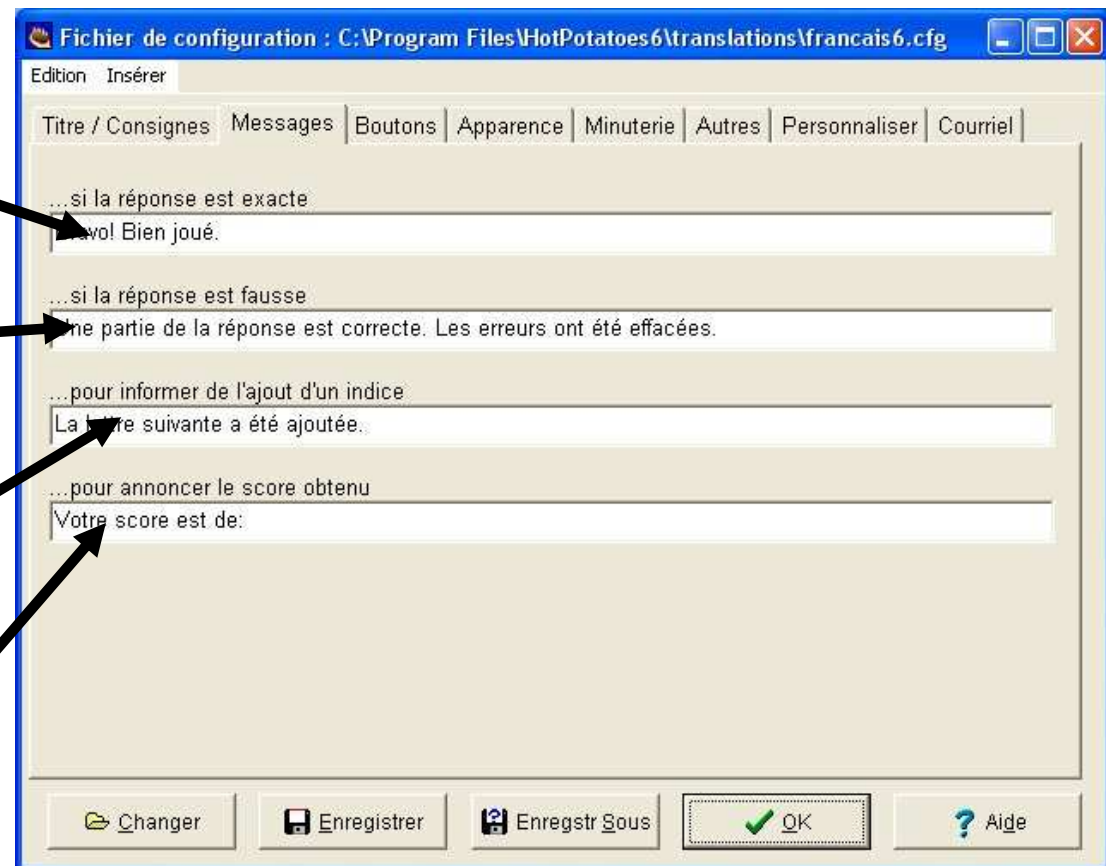 Fichier de configuration : C:\Program Files\HotPotatoes6\translations\francais6.cfg
Edition Insérer
Titre / Consignes Messages Boutons Apparence Minuterie Autres Personnaliser Courriel
...si la réponse est exacte
Bravo! Bien joué.
...si la réponse est fausse
Une partie de la réponse est correcte. Les erreurs ont été effacées.
...pour informer de l'ajout d'un indice
La lettre suivante a été ajoutée.
...pour annoncer le score obtenu
Votre score est de:
Changer Enregistrer Enregstr Sous OK Aide